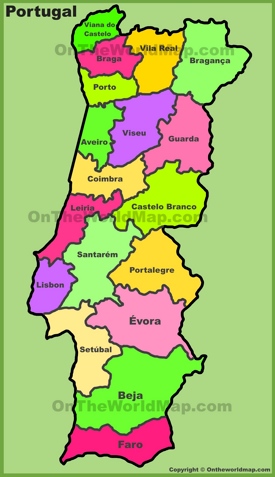 Portugal
Viana do
Castelo
Braga
Vila Real
Bragança
OnTheWorldMap.com
Porto
Aveiro
Viseu
Guarda
Coimbra
Leiria
Castelo Branco
OnTheWorldMap.com
Santarém
Lisbon
Portalegre
Évora
Setúbal
Beja
OnTheWorldMap.com
Faro
Copyright © Ontheworldmap.com